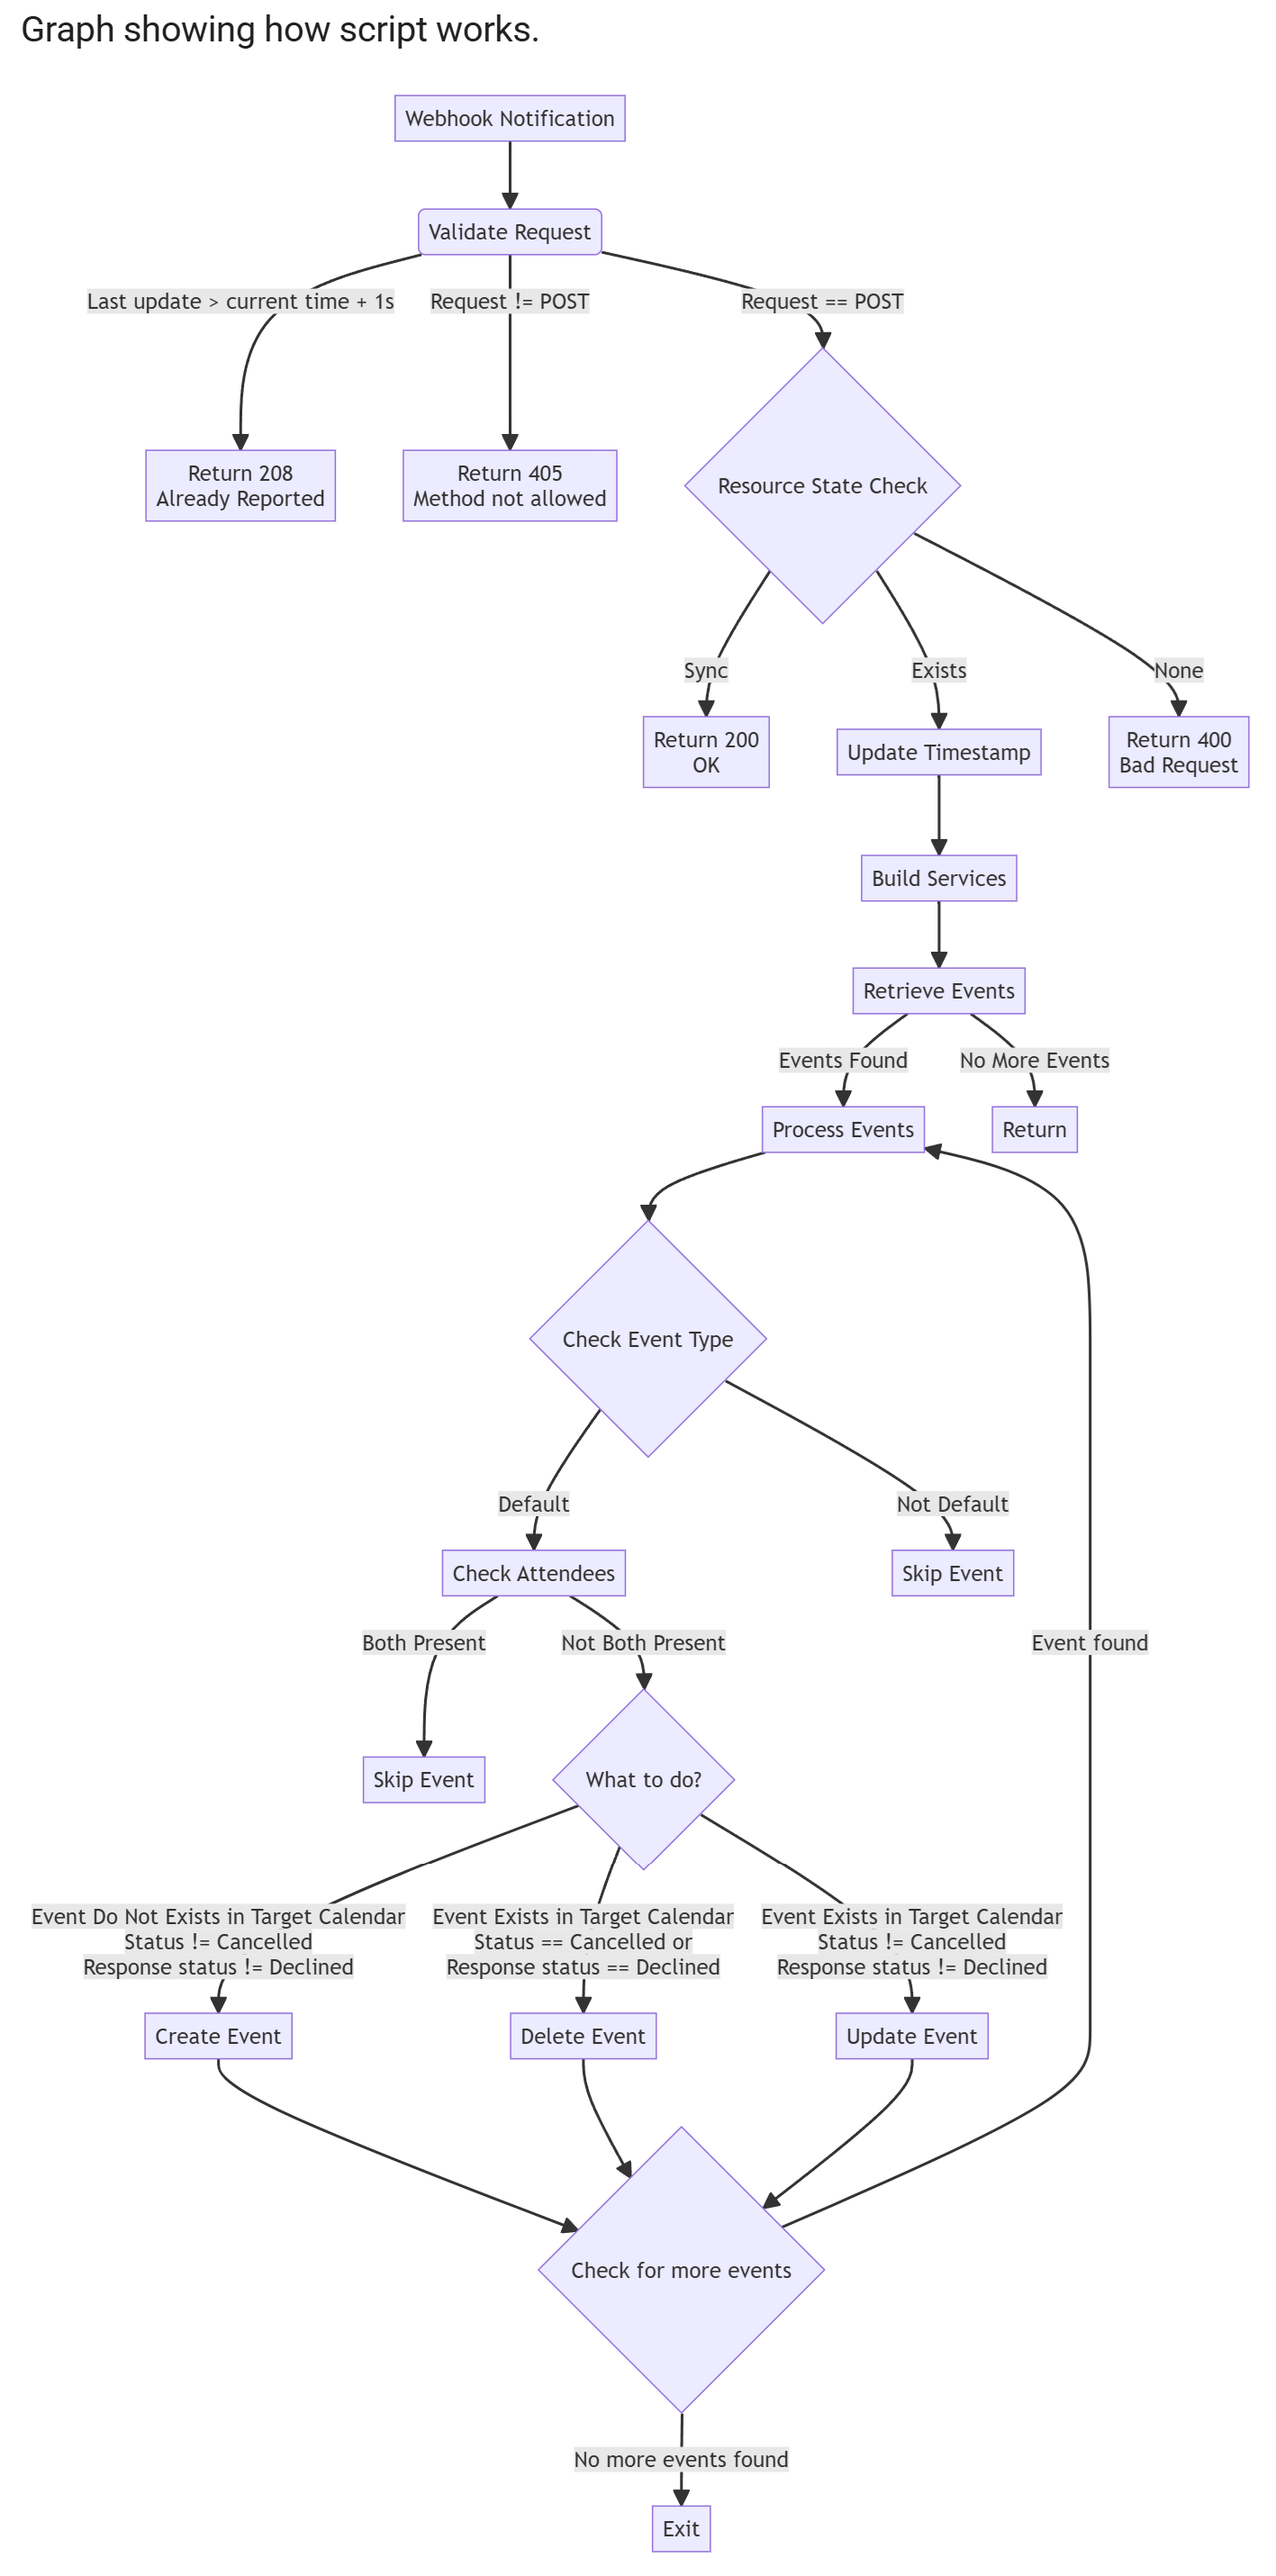 Graph showing how script works.
Webhook Notification
Validate Request
Last update > current time + 1s
Request != POST
Request == POST
Return 208
Already Reported
Return 405
Method not allowed
Resource State Check
Sync
Exists
None
Return 200
OK
Update Timestamp
Return 400
Bad Request
Build Services
Retrieve Events
Events Found
No More Events
Process Events
Return
Check Event Type
Default
Not Default
Check Attendees
Skip Event
Both Present
Not Both Present
Event found
Skip Event
What to do?
Event Do Not Exists in Target Calendar
Status != Cancelled
Response status != Declined
Event Exists in Target Calendar
Status == Cancelled or
Response status == Declined
Event Exists in Target Calendar
Status != Cancelled
Response status != Declined
Create Event
Delete Event
Update Event
Check for more events
No more events found
Exit